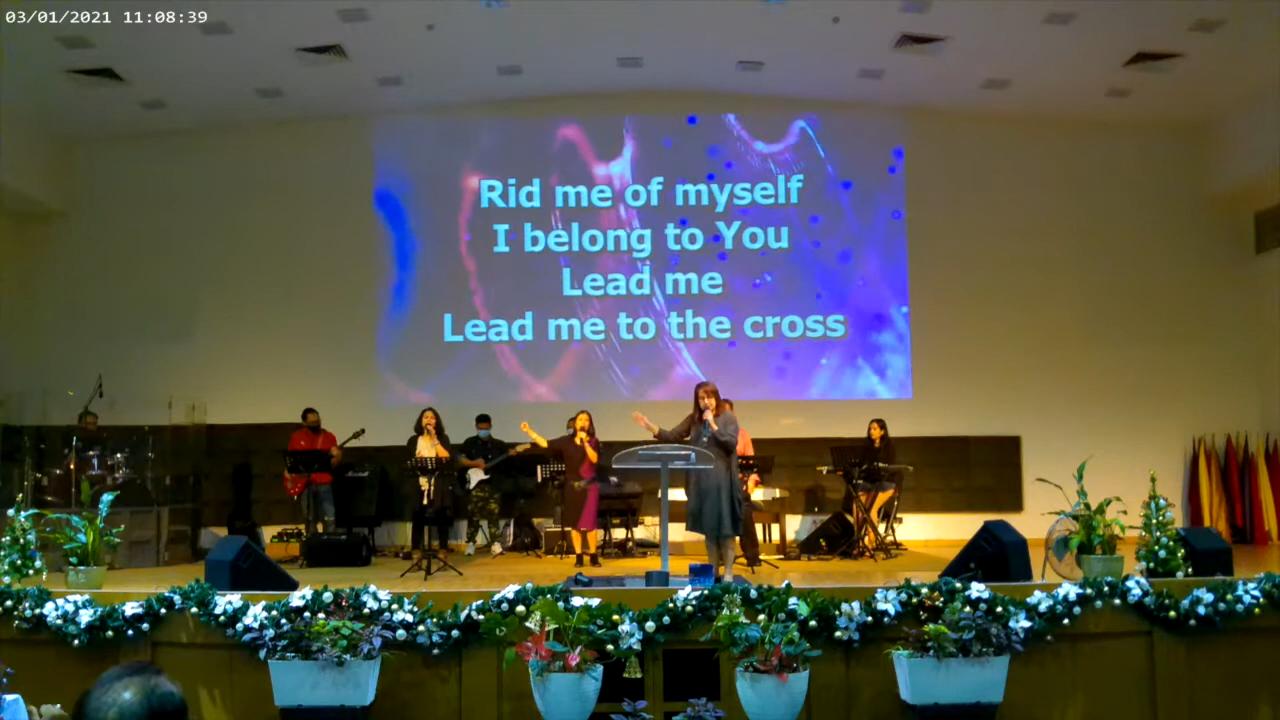 03/01/2021 11:08:39
Rid me of myself
I belong to You
Lead me
Lead me to the cross